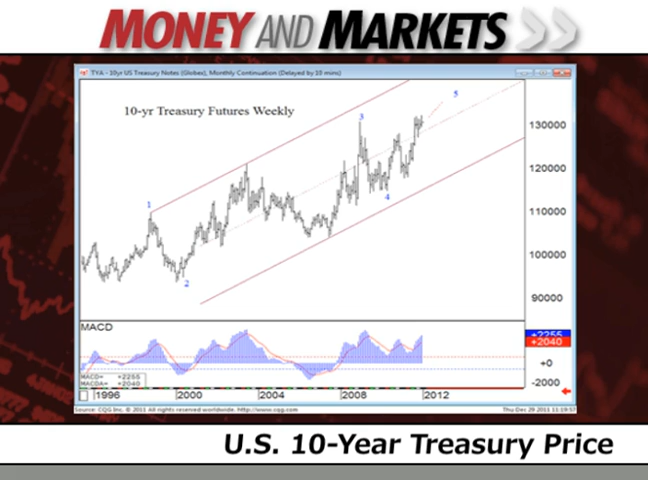 MONEY AND MARKETS
TYA - 10yr US Treasury Notes (Globex), Monthly Continuation (Delayed by 10 mins)
10-yr Treasury Futures Weekly
5
3
1
4
2
130000
120000
110000
100000
90000
MACD
+2255
+2040
+0
-2000
MACD= +2255
MACDA= +2040
1996 2000 2004 2008 2012
Source: CQG Inc. © 2011 All rights reserved worldwide. http://www.cqg.com Thu Dec 29 2011 11:19:57
U.S. 10-Year Treasury Price